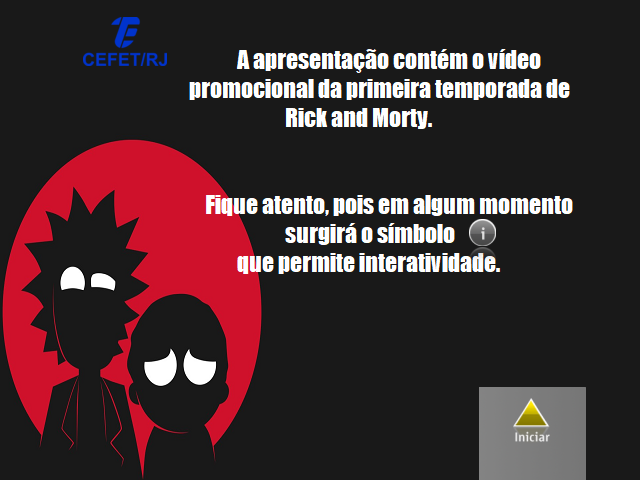 CEFET/RJ
A apresentação contém o vídeo
promocional da primeira temporada de
Rick and Morty.
Fique atento, pois em algum momento
surgirá o símbolo i
que permite interatividade.
Iniciar